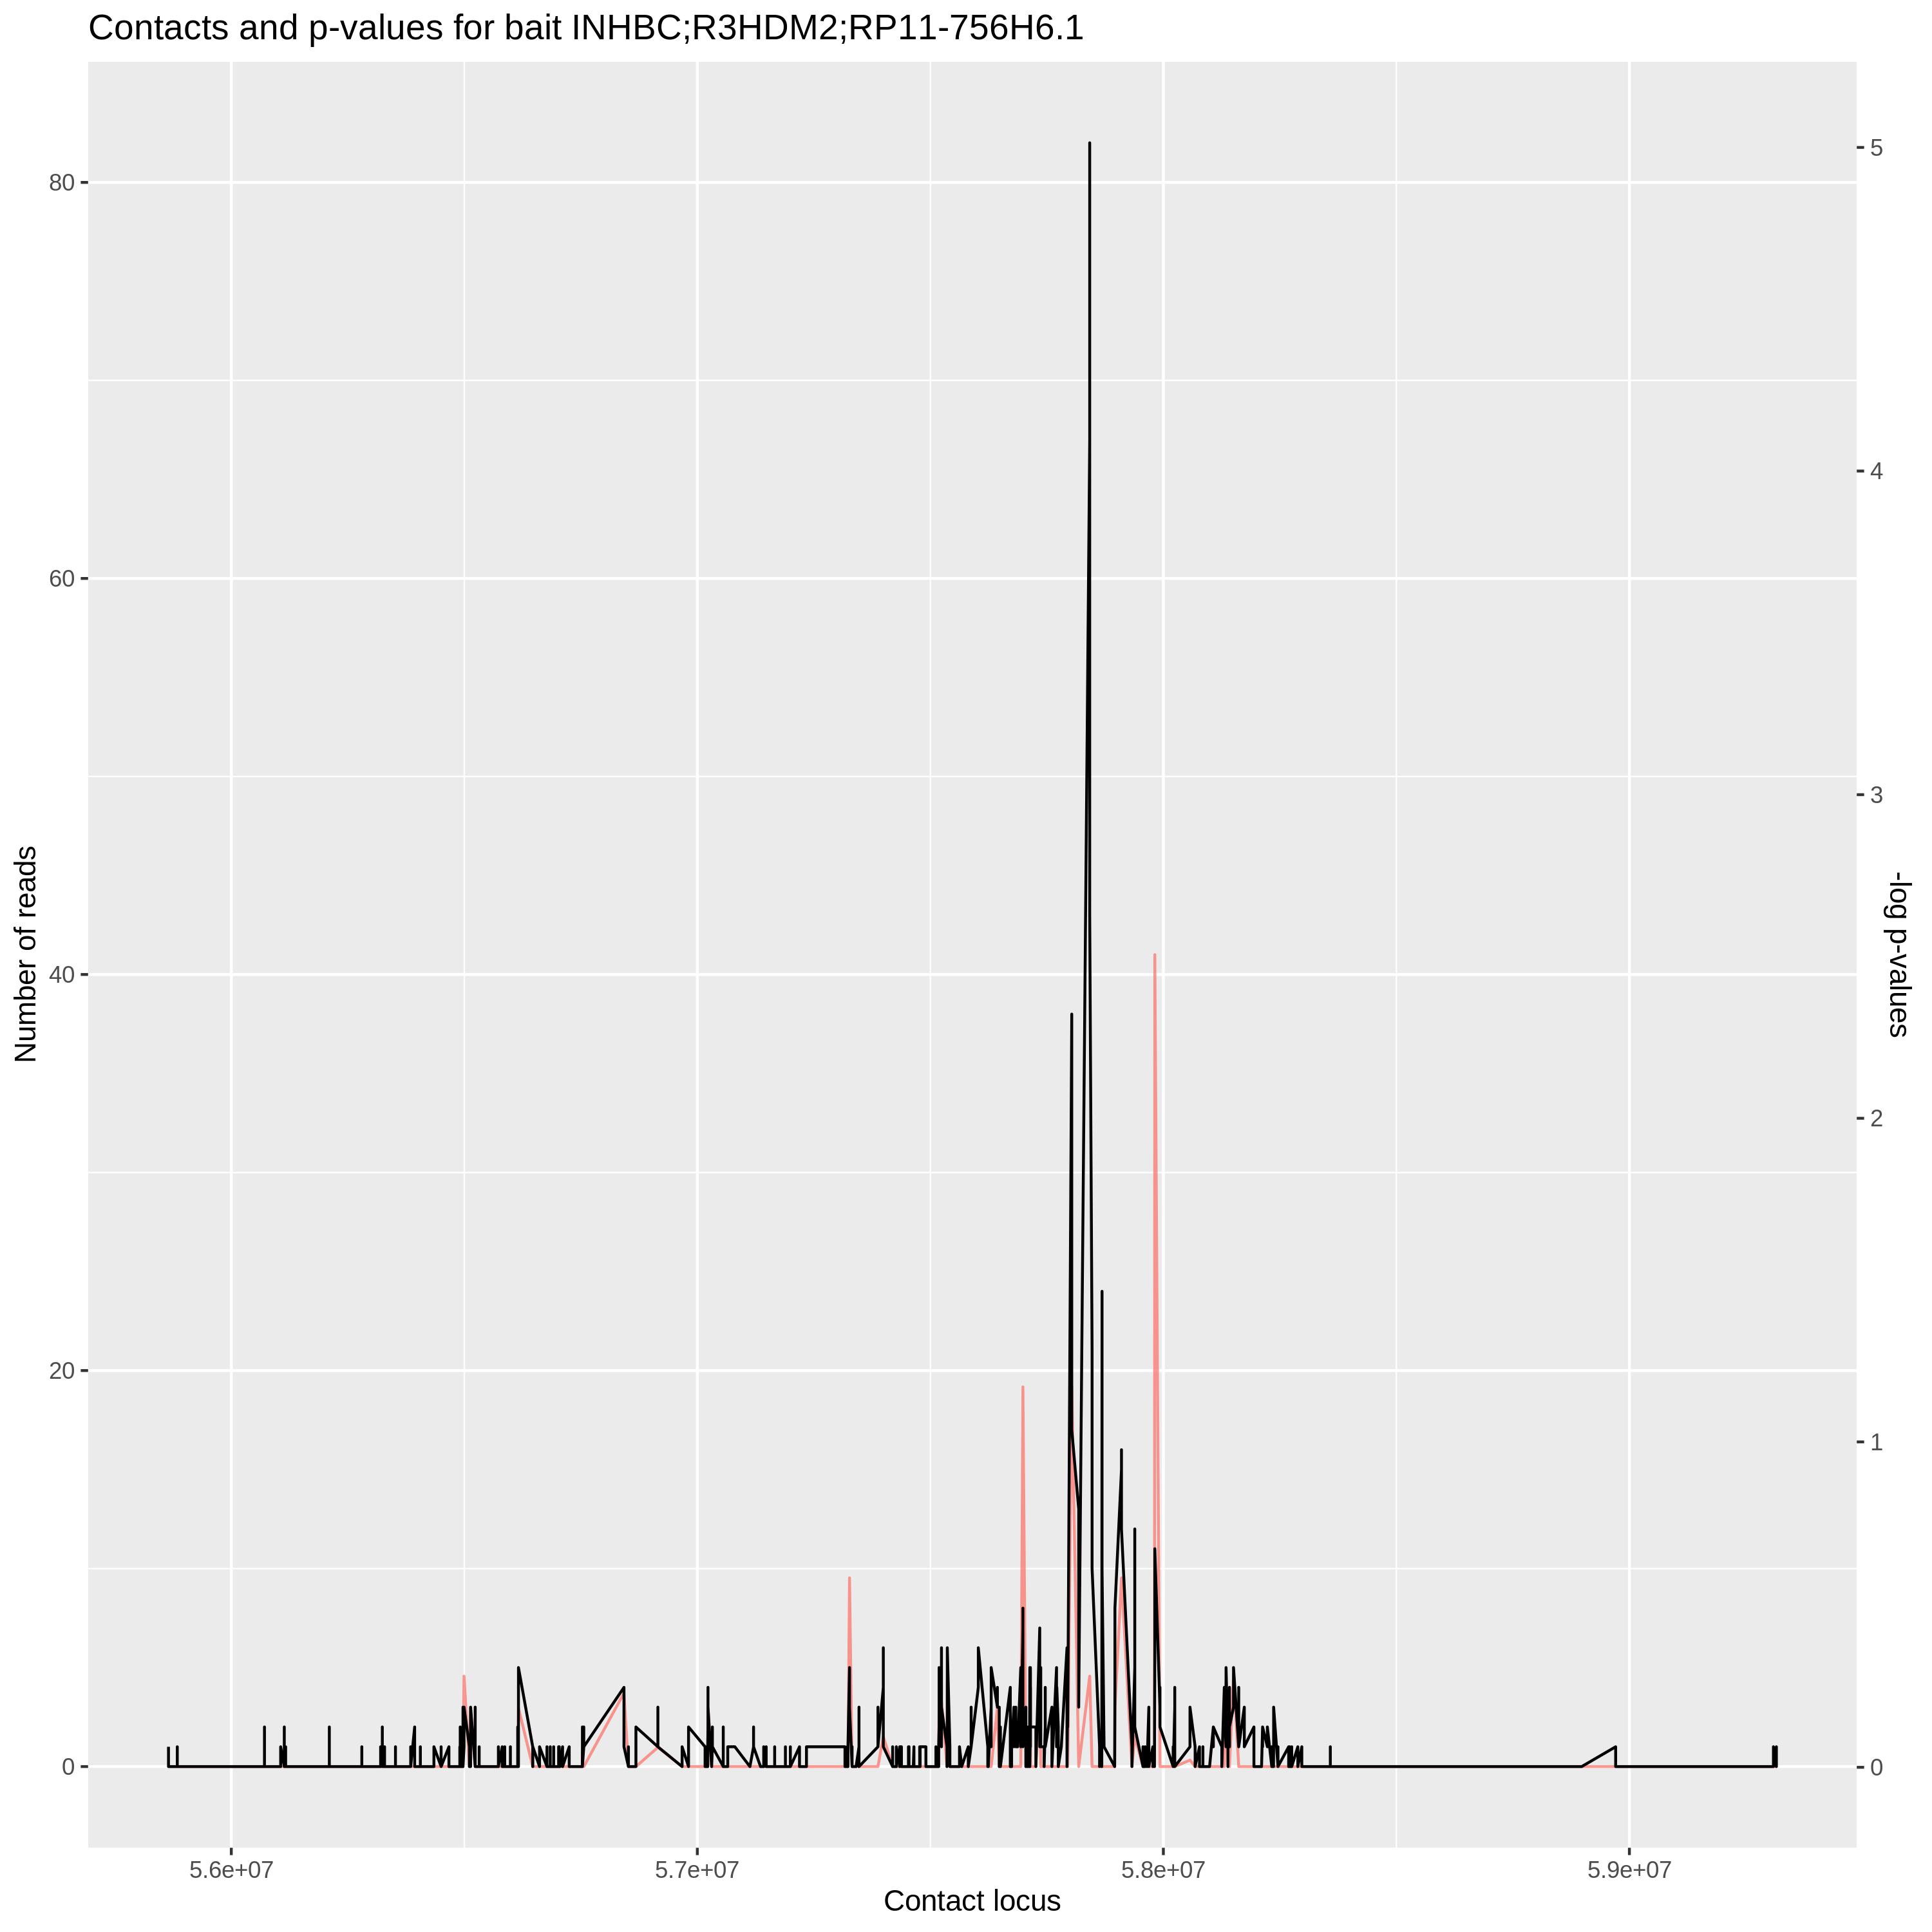 Contacts and p-values for bait INHBC;R3HDM2;RP11-756H6.1
80
60
40
20
0
Number of reads
5
4
3
2
1
0
-log p-values
5.6e+07
5.7e+07
5.8e+07
5.9e+07
Contact locus